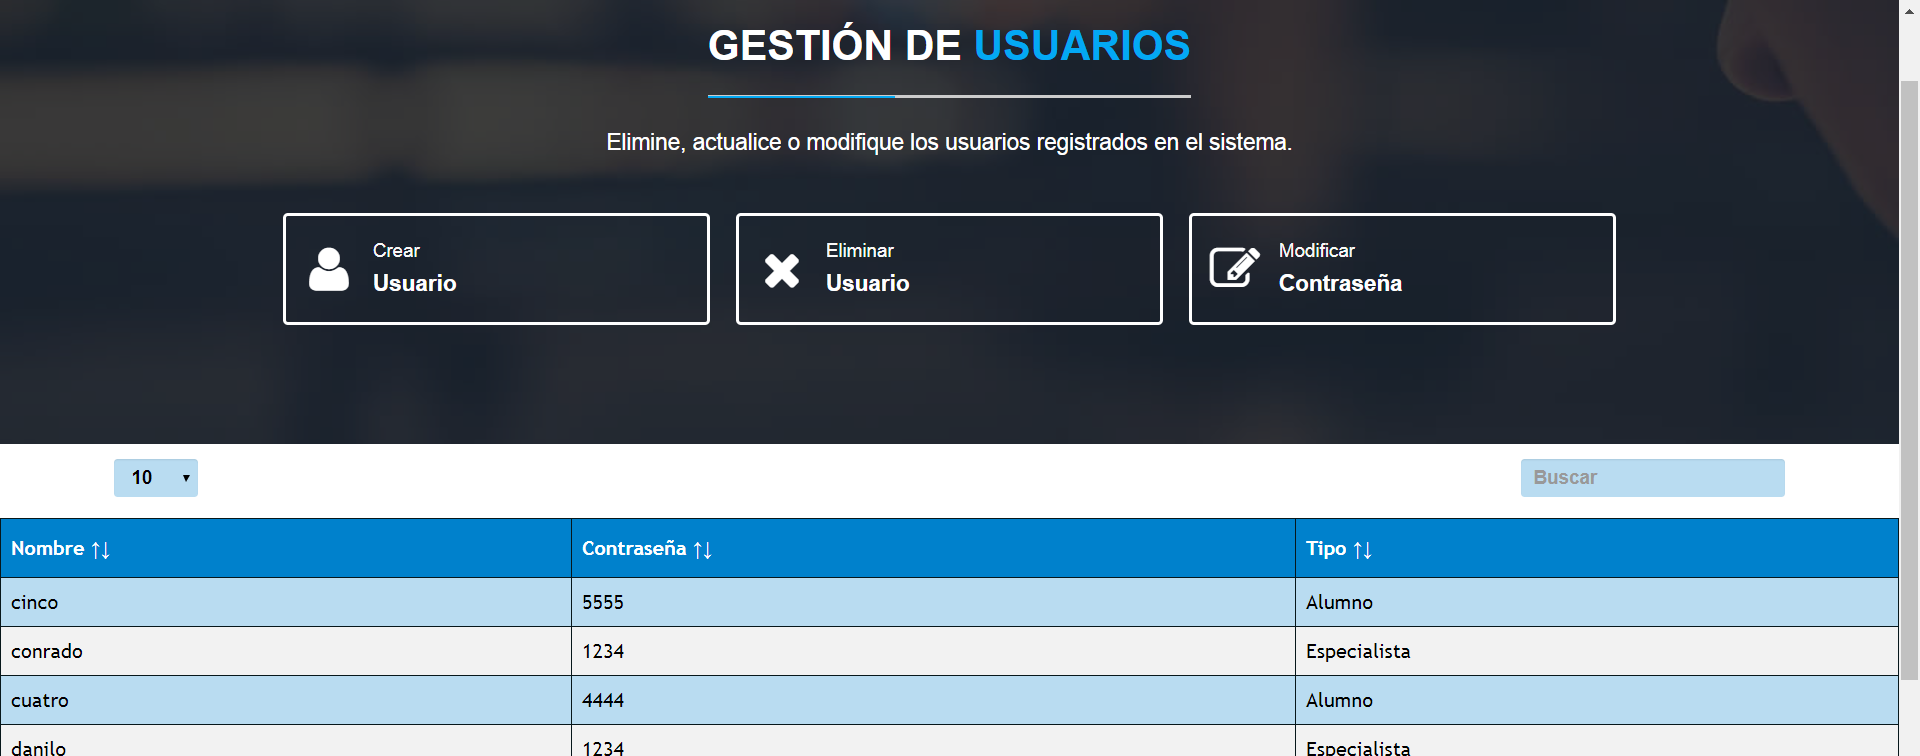 GESTIÓN DE USUARIOS
Elimine, actualice o modifique los usuarios registrados en el sistema.
Crear
Usuario
Eliminar
Usuario
Modificar
Contraseña
10
Buscar
Nombre ↑↓ Contraseña ↑↓ Tipo ↑↓
cinco 5555 Alumno
conrado 1234 Especialista
cuatro 4444 Alumno
danilo 1234 Especialista